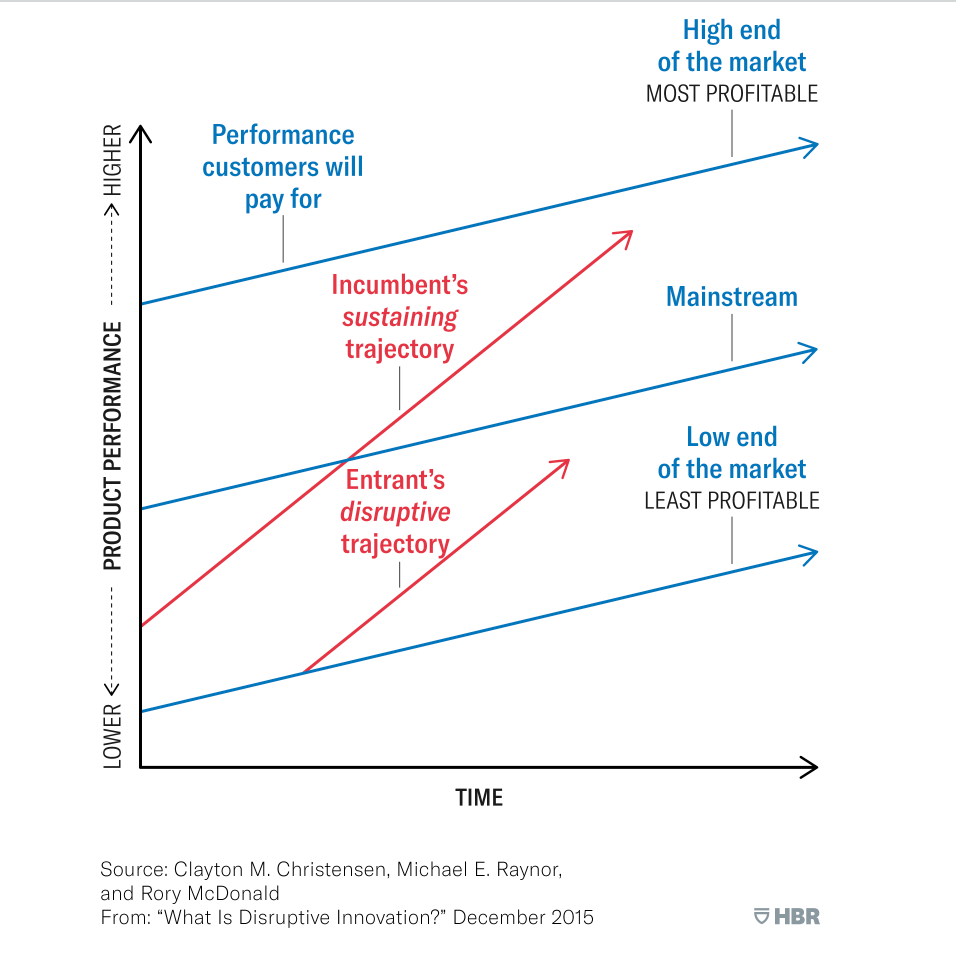 High end
of the market
MOST PROFITABLE
Performance
customers will
pay for
Incumbent’s
sustaining
trajectory
Mainstream
Entrant’s
disruptive
trajectory
Low end
of the market
LEAST PROFITABLE
HIGHER
PRODUCT PERFORMANCE
LOWER
TIME
Source: Clayton M. Christensen, Michael E. Raynor,
and Rory McDonald
From: “What Is Disruptive Innovation?” December 2015
HBR